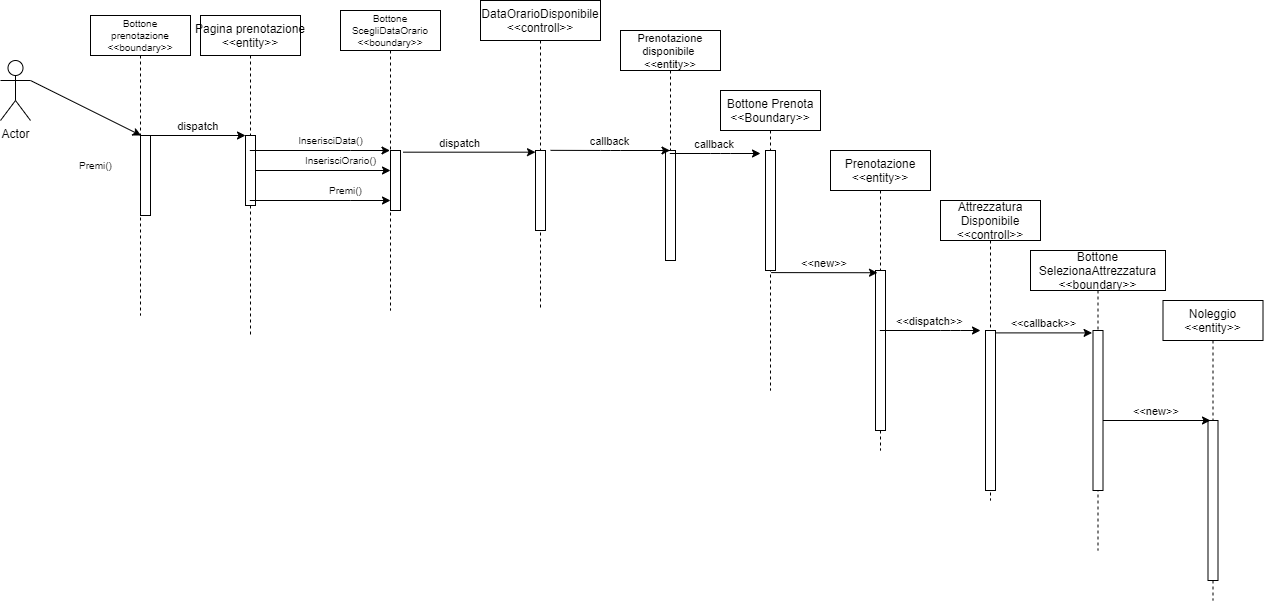 Bottone
prenotazione
<<boundary>>
Pagina prenotazione
<<entity>>
Bottone
ScegliDataOrario
<<boundary>>
DataOrarioDisponibile
<<controll>>
Prenotazione
disponibile
<<entity>>
Bottone Prenota
<<Boundary>>
Prenotazione
<<entity>>
Attrezzatura
Disponibile
<<controll>>
Bottone
SelezionaAttrezzatura
<<boundary>>
Noleggio
<<entity>>
Actor
Premi()
dispatch
InserisciData()
InserisciOrario()
Premi()
dispatch
callback
callback
<<new>>
<<dispatch>>
<<callback>>
<<new>>